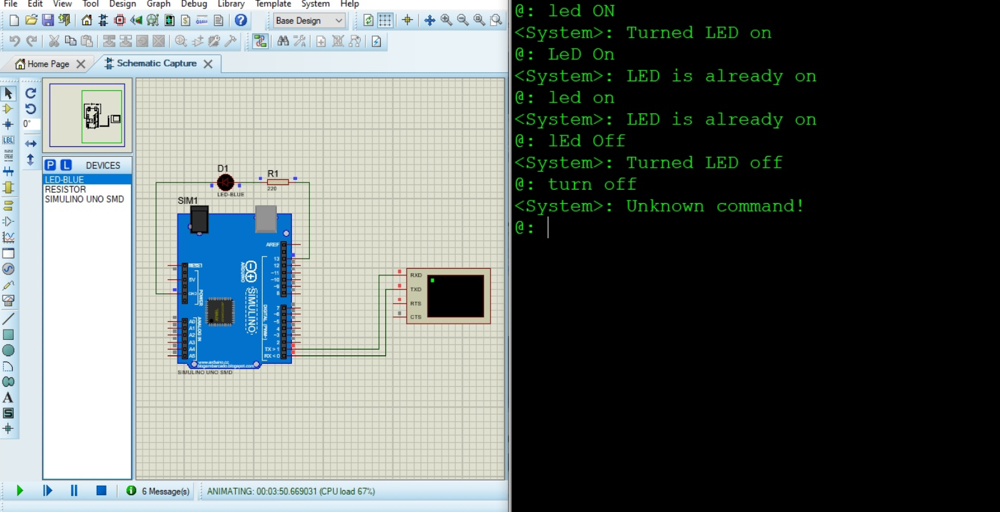 File Edit View Tool Design Graph Debug Library Template System Help
Base Design
Home Page
Schematic Capture
0°
LBL
P L DEVICES
LED-BLUE
RESISTOR
SIMULINO UNO SMD
A
S
D1
LED-BLUE
R1
220
SIM1
AREF
13
12
~11
~10
~9
8
7
~6
~5
4
~3
2
TX > 1
RX < 0
RESET
5V
GND
POWER
A0
A1
A2
A3
A4
A5
ANALOG IN
ARDUINO
SIMULINO
DIGITAL (PWM~)
www.arduino.cc
blogembarcado.blogspot.com
SIMULINO UNO SMD
RXD
TXD
RTS
CTS
6 Message(s)
ANIMATING: 00:03:50.669031 (CPU load 67%)
@: led ON
<System>: Turned LED on
@: LeD On
<System>: LED is already on
@: led on
<System>: LED is already on
@: lEd Off
<System>: Turned LED off
@: turn off
<System>: Unknown command!
@: